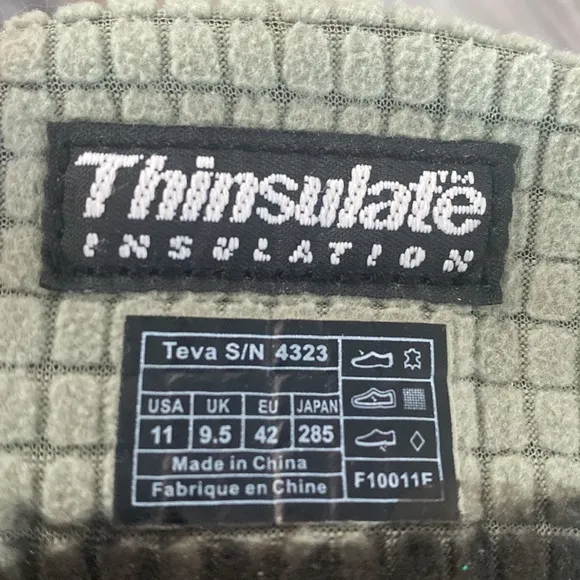 Thinsulate™
INSULATION
Teva S/N 4323
USA UK EU JAPAN
11 9.5 42 285
Made in China
Fabrique en Chine
F10011F